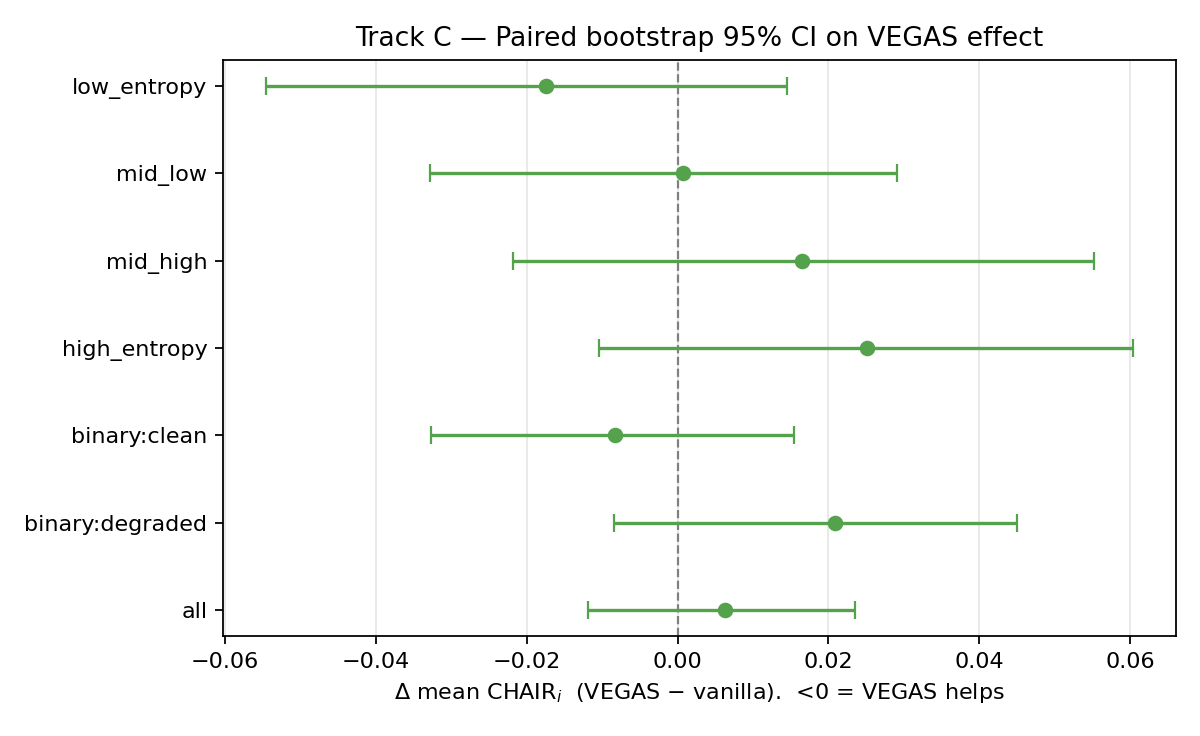 Track C — Paired bootstrap 95% CI on VEGAS effect
low_entropy
mid_low
mid_high
high_entropy
binary:clean
binary:degraded
all
−0.06 −0.04 −0.02 0.00 0.02 0.04 0.06
Δ mean CHAIRᵢ (VEGAS − vanilla). <0 = VEGAS helps